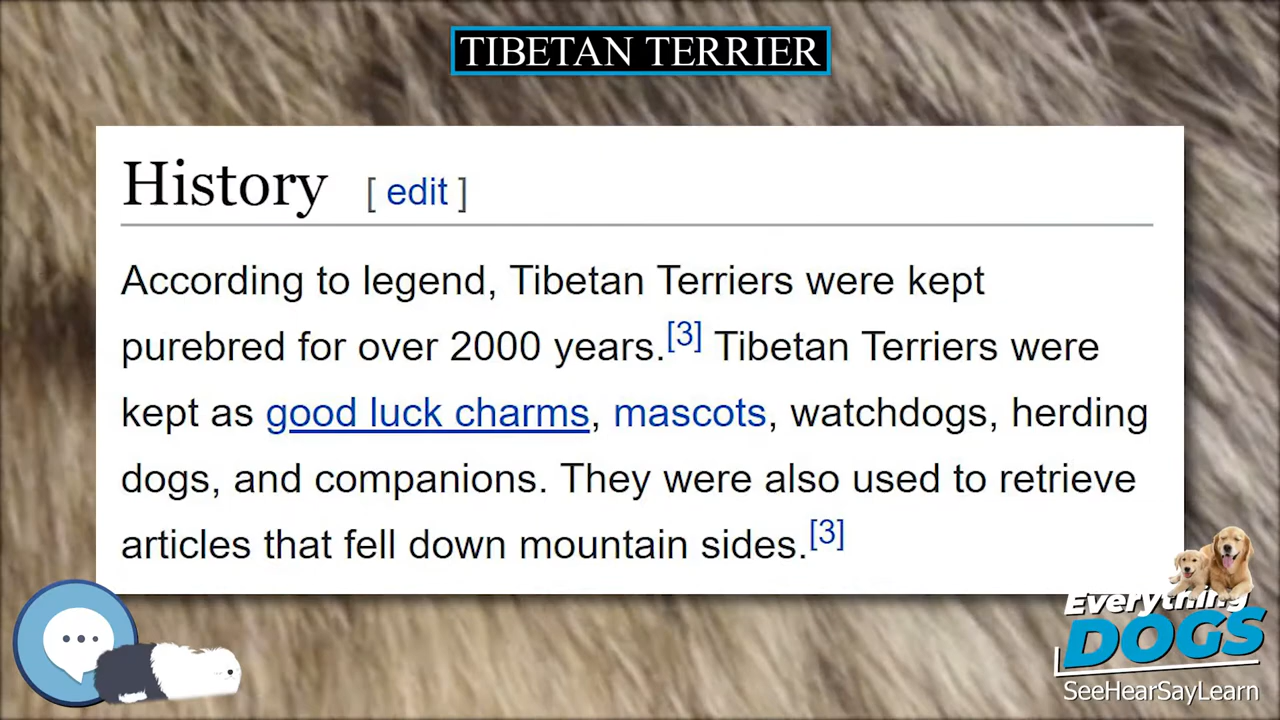 TIBETAN TERRIER
History [ edit ]
According to legend, Tibetan Terriers were kept
purebred for over 2000 years.[3] Tibetan Terriers were
kept as good luck charms, mascots, watchdogs, herding
dogs, and companions. They were also used to retrieve
articles that fell down mountain sides.[3]
Everything
DOGS
SeeHearSayLearn